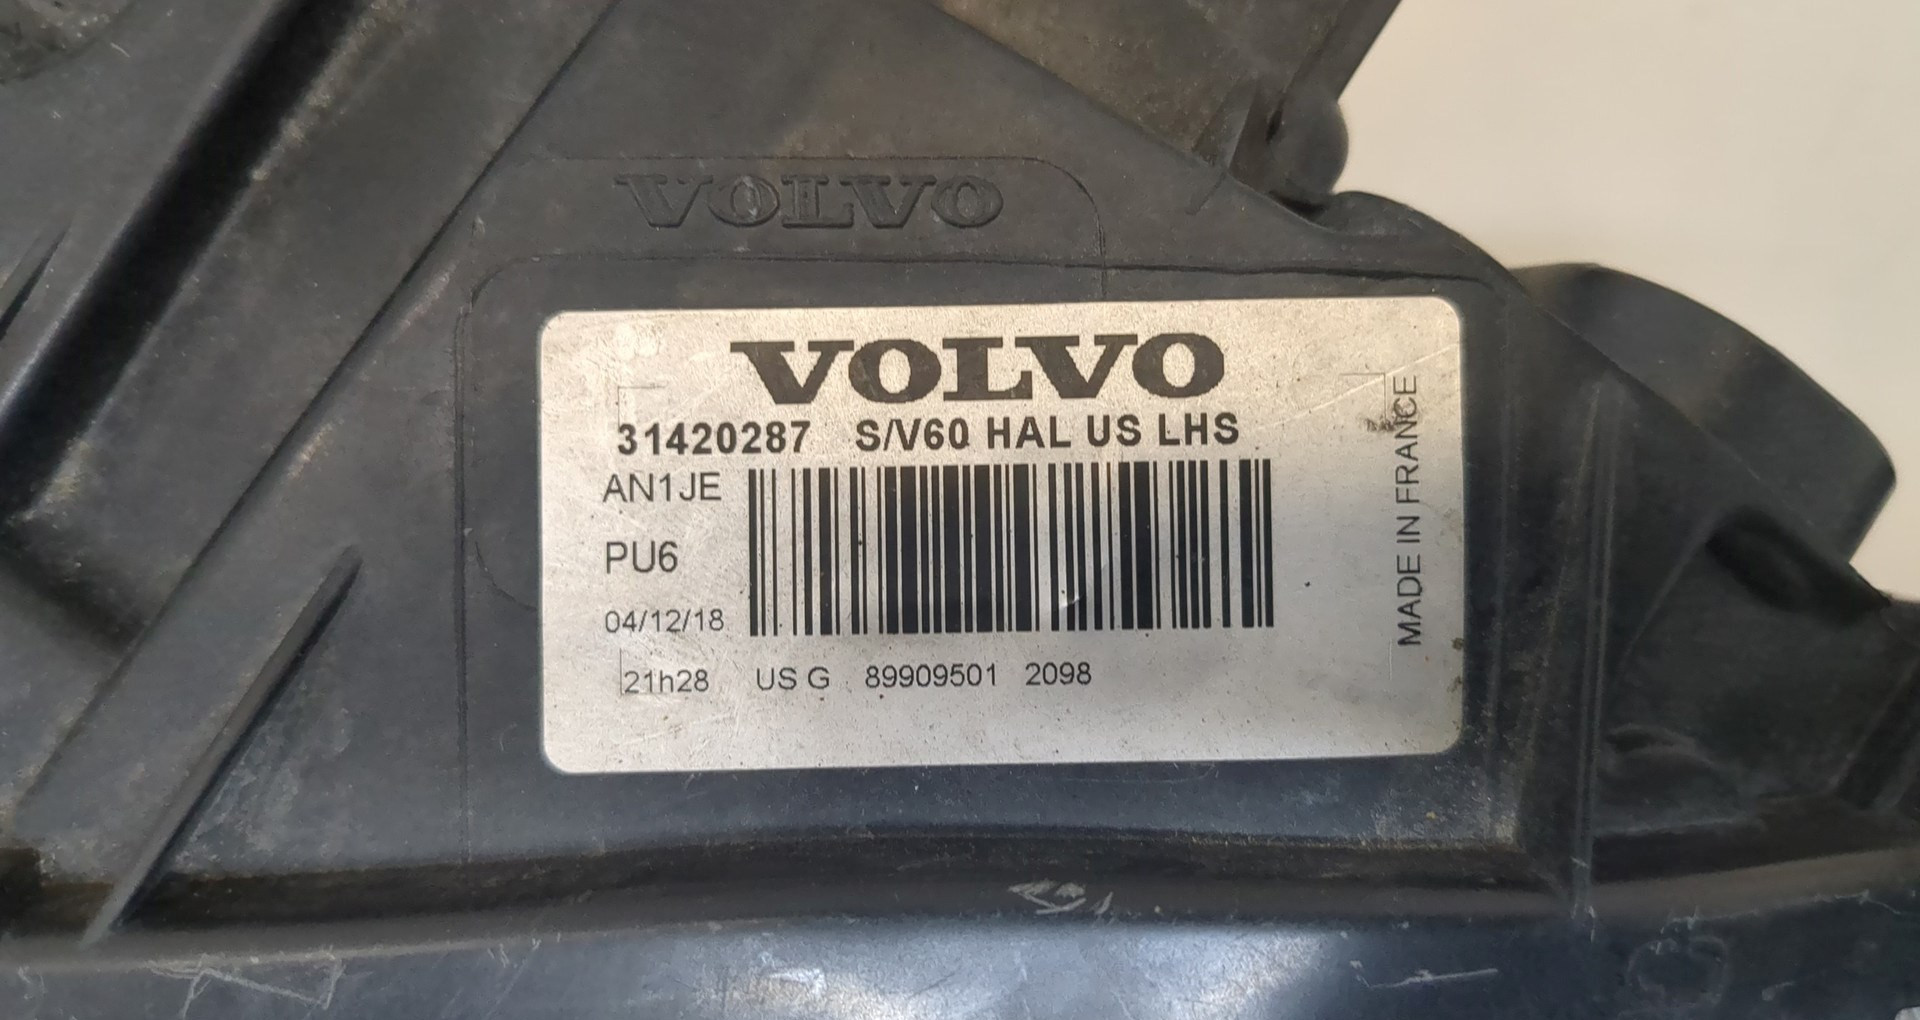 VOLVO
VOLVO
31420287 S/V60 HAL US LHS
AN1JE
PU6
04/12/18
21h28 US G 89909501 2098
MADE IN FRANCE